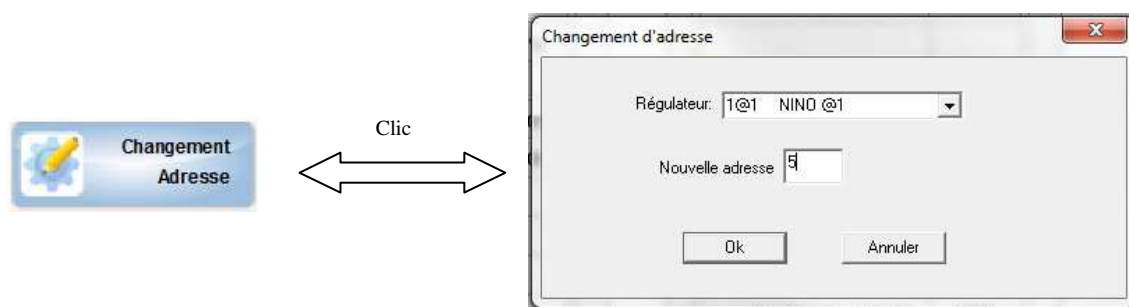 Changement
Adresse
Clic
Changement d'adresse
Régulateur: 1@1 NINO @1
Nouvelle adresse 5
Ok Annuler